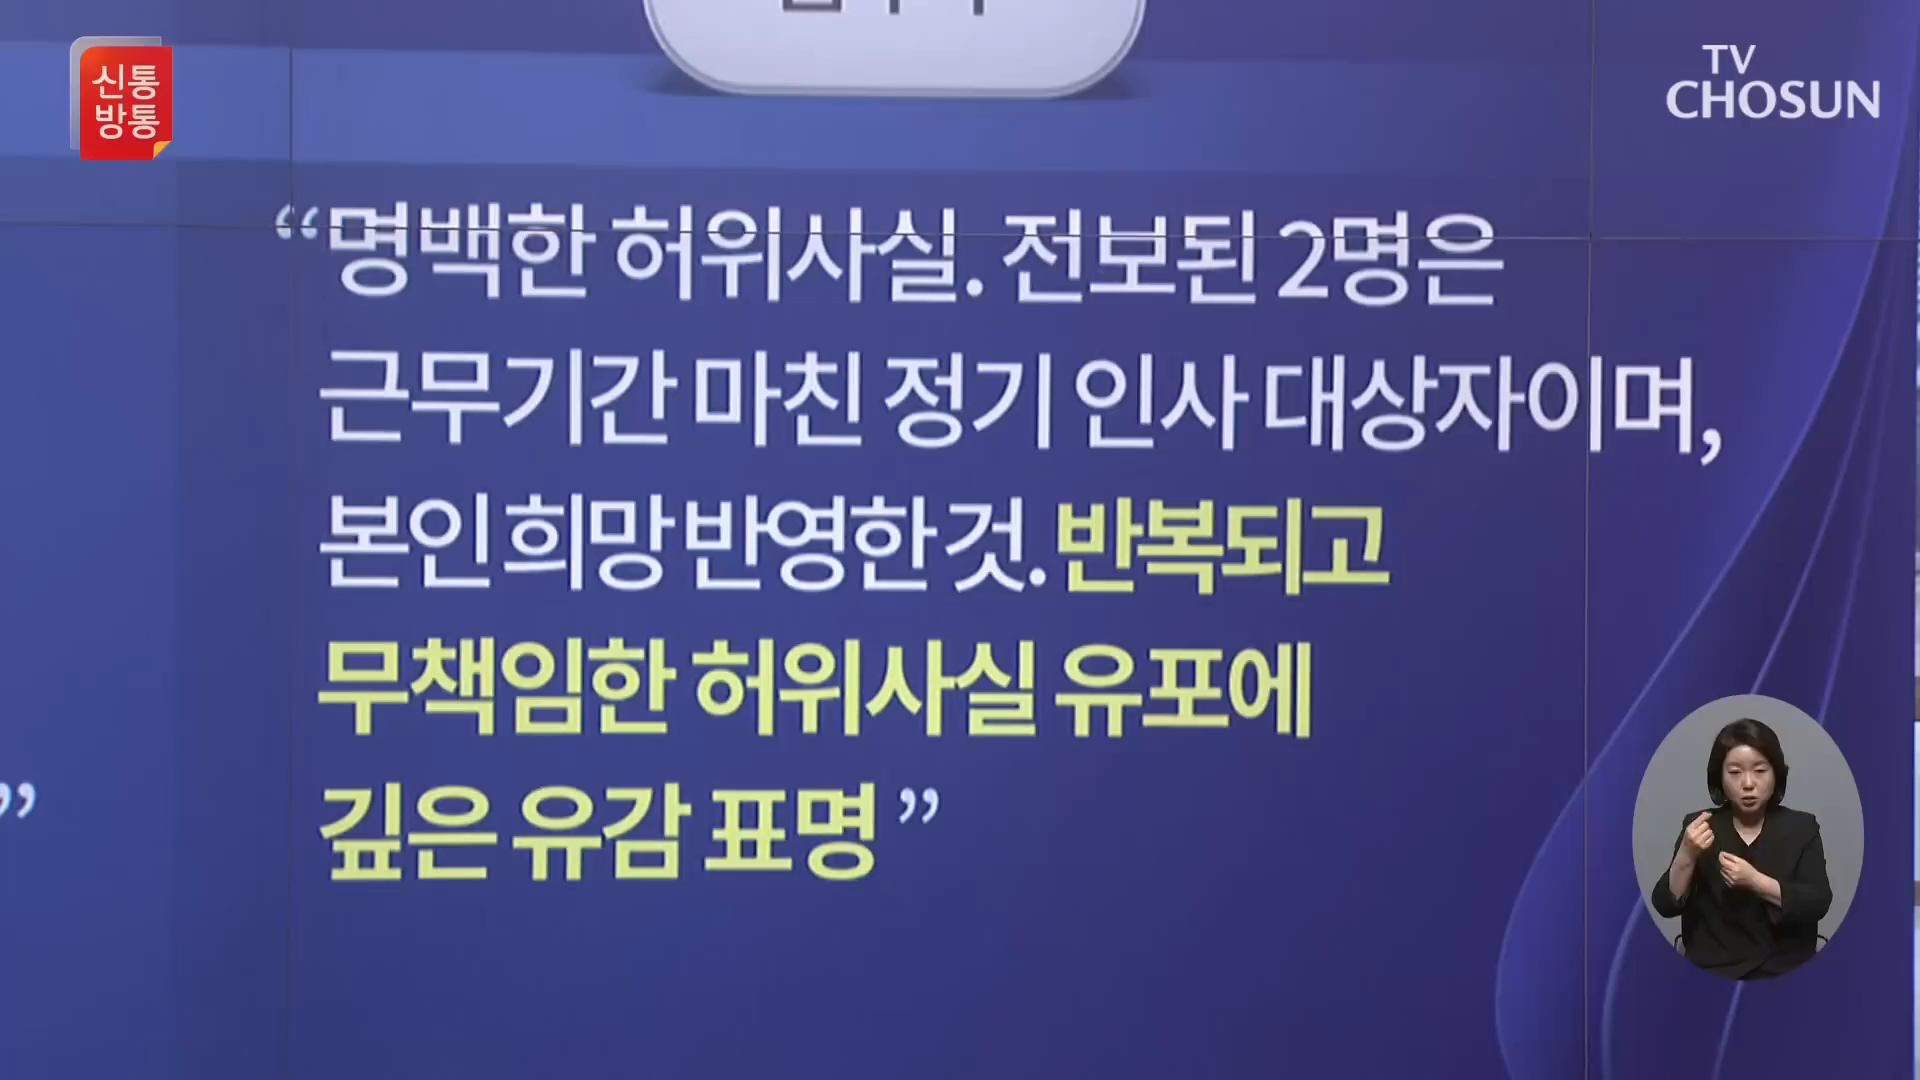 신통
방통
TV
CHOSUN
“명백한 허위사실. 전보된 2명은
근무기간 마친 정기 인사 대상자이며,
본인 희망 반영한 것. 반복되고
무책임한 허위사실 유포에
”
깊은 유감 표명”